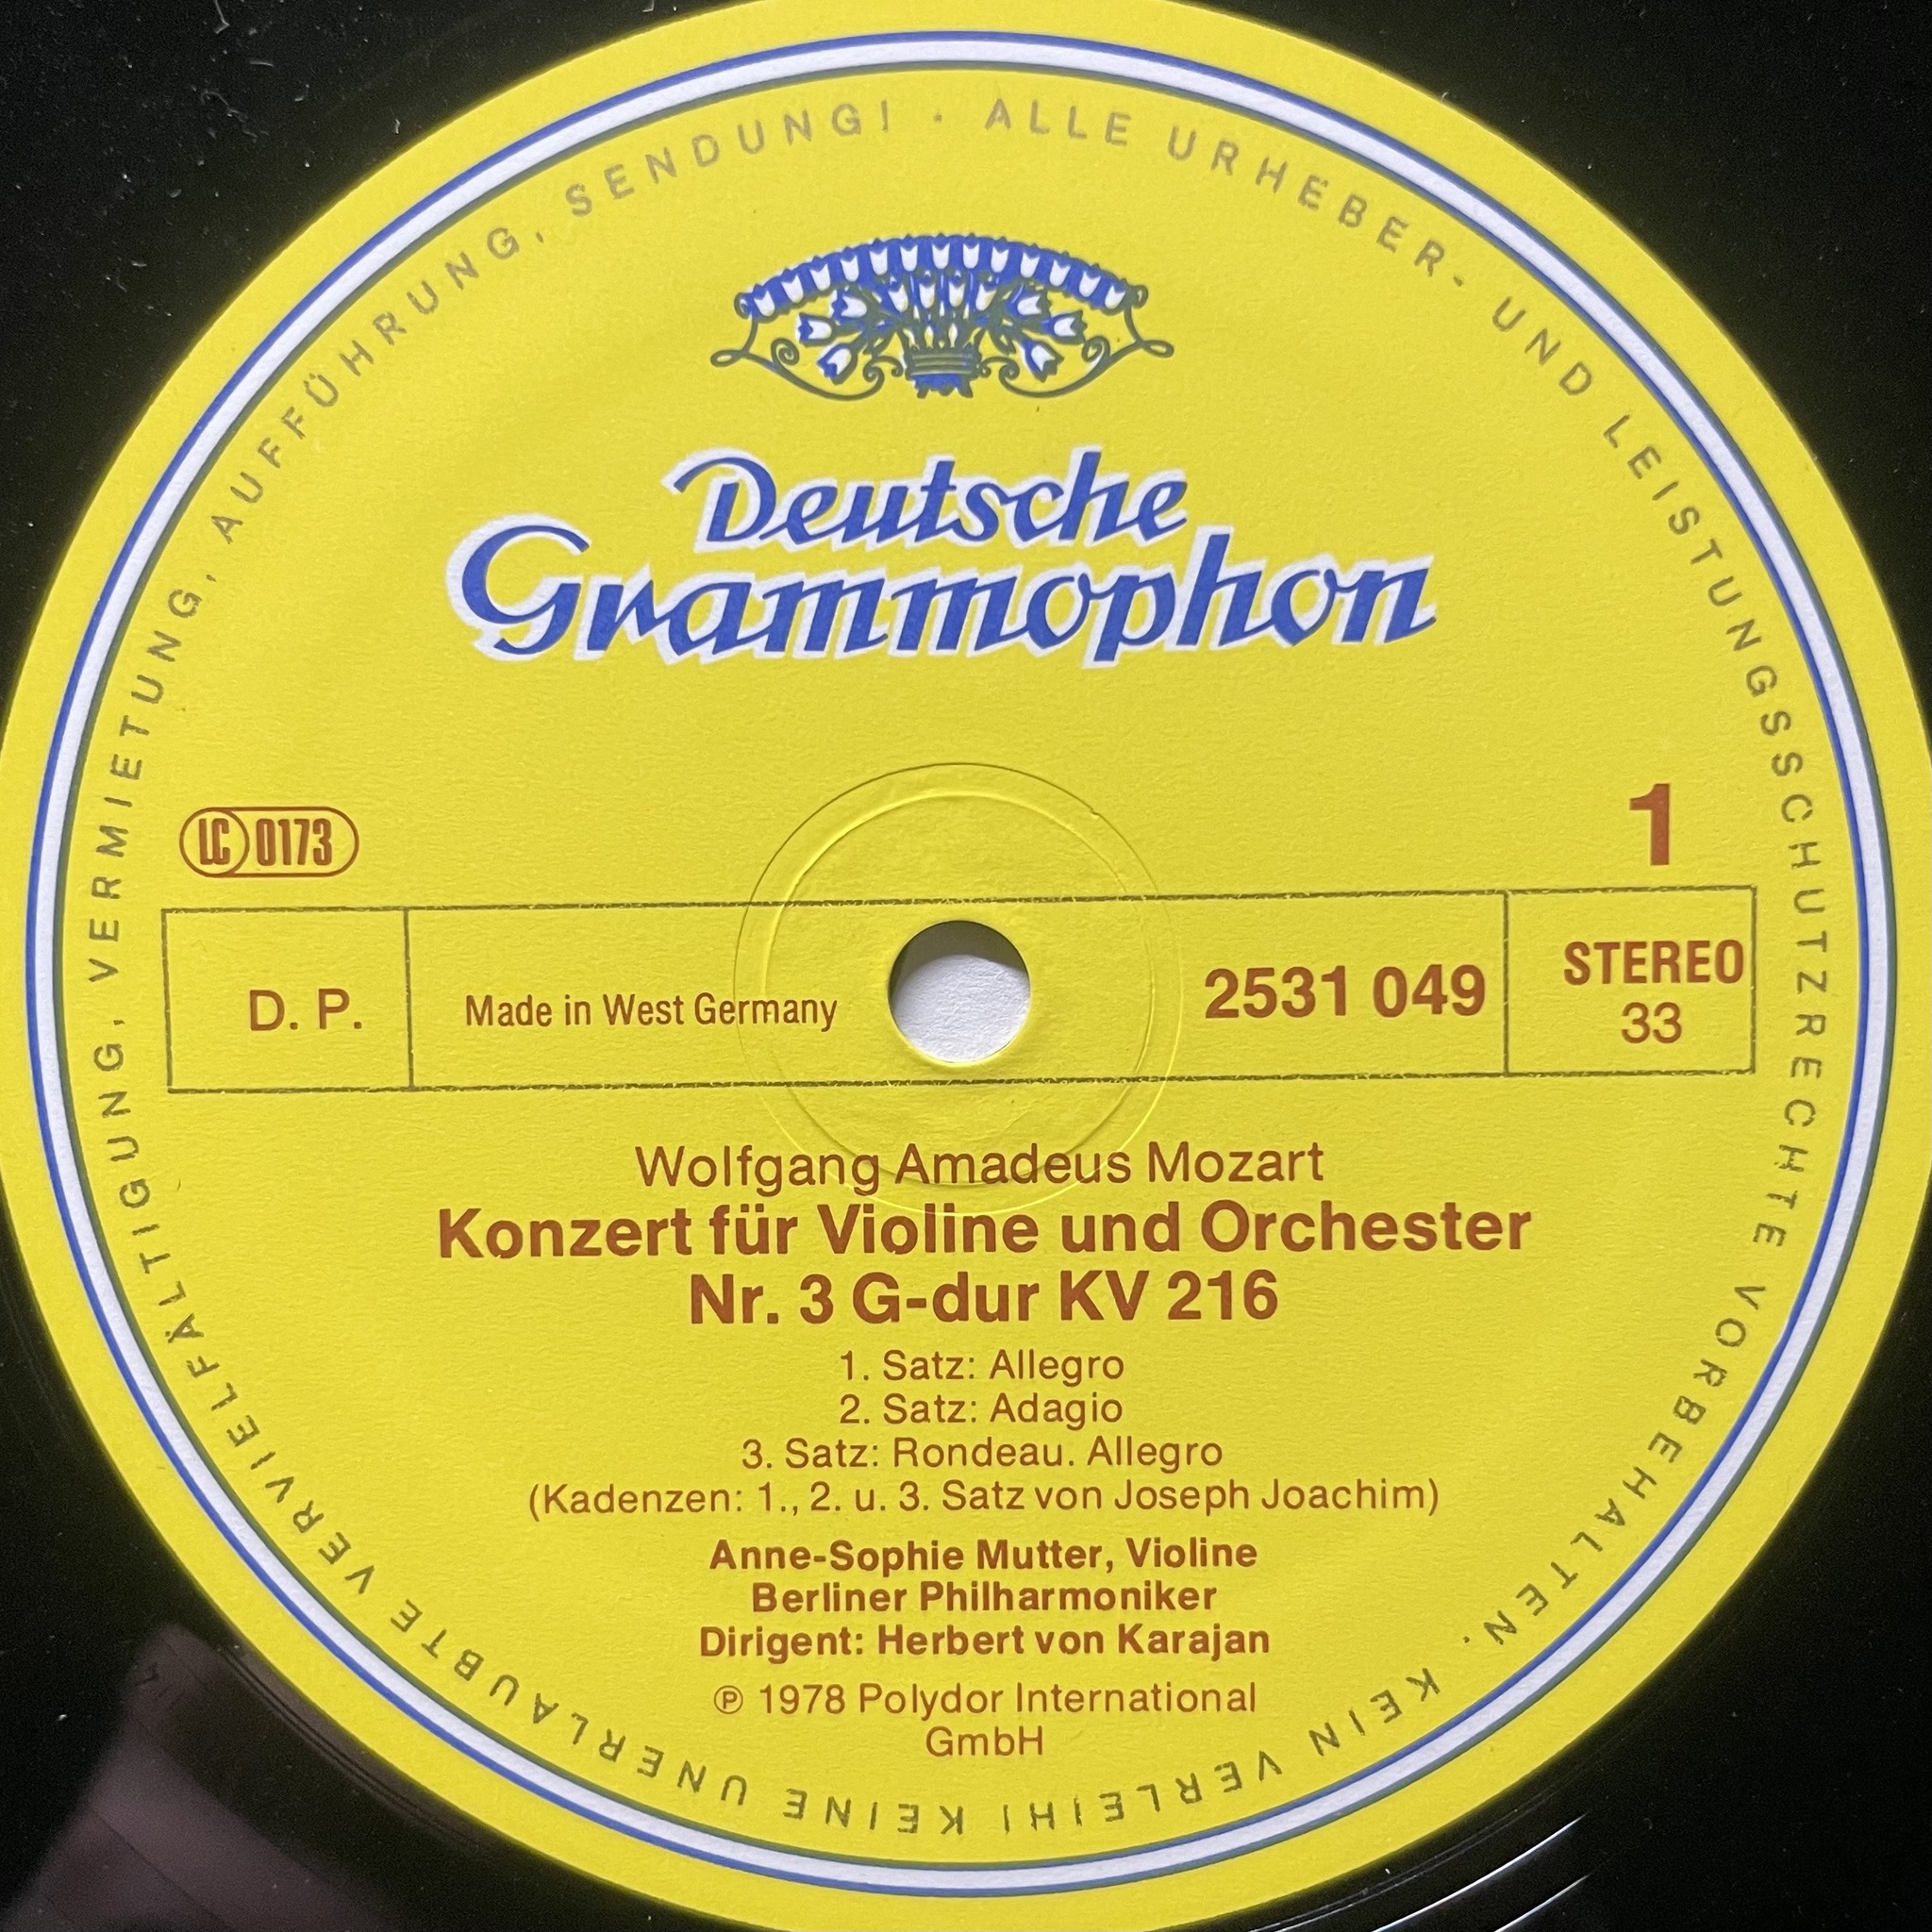 ALLE URHEBER- UND LEISTUNGSSCHUTZRECHTE VORBEHALTEN. KEIN VERLEIH! KEINE UNERLAUBTE VERVIELFÄLTIGUNG, VERMIETUNG, AUFFÜHRUNG, SENDUNG! ·
Deutsche
Grammophon
LC 0173
1
D. P.
Made in West Germany
2531 049
STEREO
33
Wolfgang Amadeus Mozart
Konzert für Violine und Orchester
Nr. 3 G-dur KV 216
1. Satz: Allegro
2. Satz: Adagio
3. Satz: Rondeau. Allegro
(Kadenzen: 1., 2. u. 3. Satz von Joseph Joachim)
Anne-Sophie Mutter, Violine
Berliner Philharmoniker
Dirigent: Herbert von Karajan
℗ 1978 Polydor International
GmbH